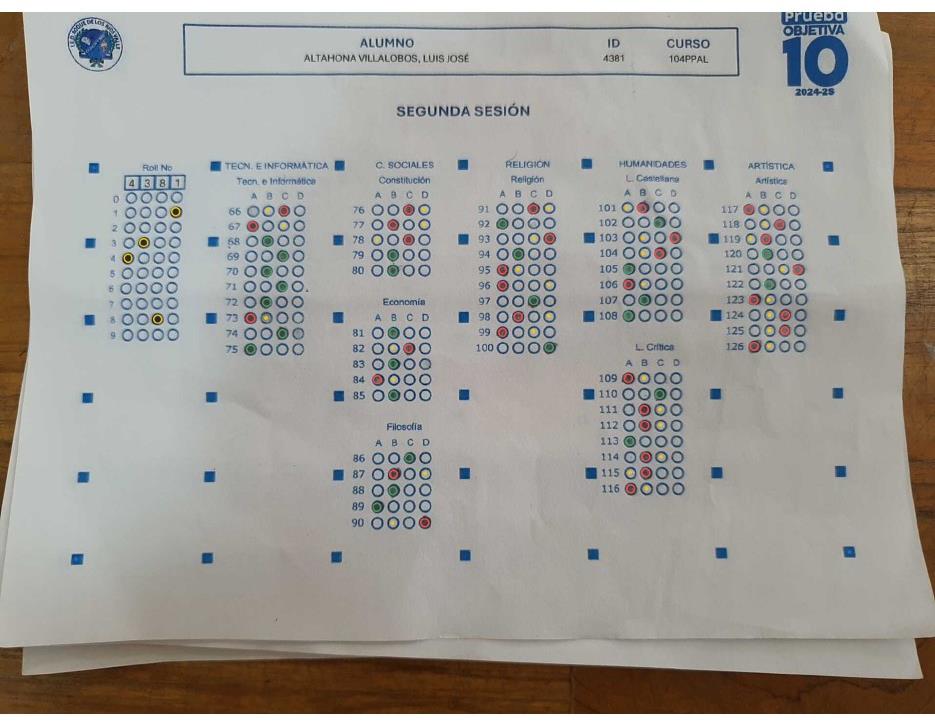 I.E.D. ROQUE DE LOS RIOS VALLE
Prueba
OBJETIVA
10
2024-2S
ALUMNO ID CURSO
ALTAHONA VILLALOBOS, LUIS JOSÉ 4381 104PPAL
SEGUNDA SESIÓN
Roll No
4 3 8 1
0
1
2
3
4
5
6
7
8
9
TECN. E INFORMÁTICA
Tecn. e Informática
A B C D
66
67
68
69
70
71
72
73
74
75
C. SOCIALES
Constitución
A B C D
76
77
78
79
80
Economía
A B C D
81
82
83
84
85
Filosofía
A B C D
86
87
88
89
90
RELIGIÓN
Religión
A B C D
91
92
93
94
95
96
97
98
99
100
HUMANIDADES
L. Castellana
A B C D
101
102
103
104
105
106
107
108
L. Crítica
A B C D
109
110
111
112
113
114
115
116
ARTÍSTICA
Artística
A B C D
117
118
119
120
121
122
123
124
125
126